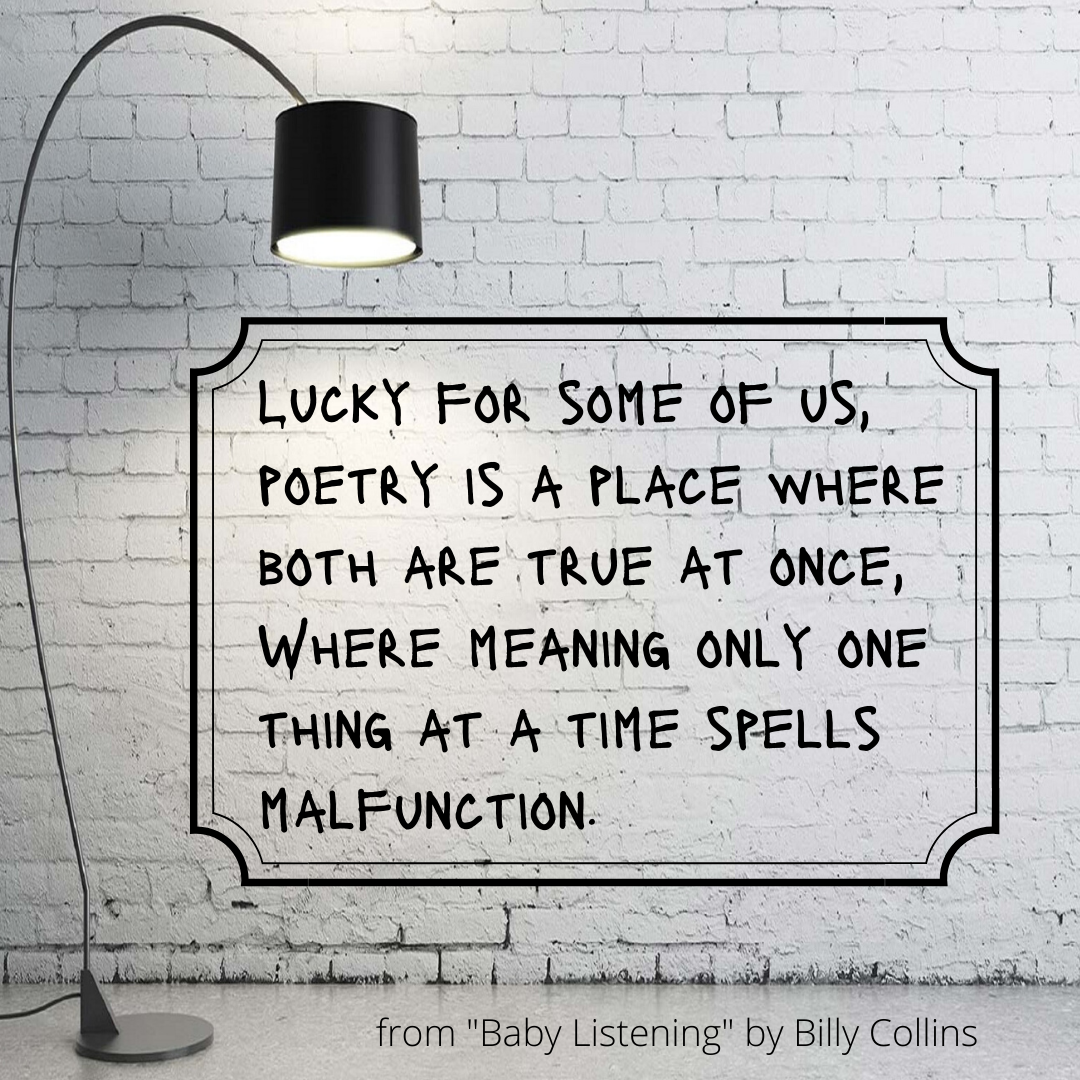 LUCKY FOR SOME OF US,
POETRY IS A PLACE WHERE
BOTH ARE TRUE AT ONCE,
WHERE MEANING ONLY ONE
THING AT A TIME SPELLS
MALFUNCTION.
from "Baby Listening" by Billy Collins